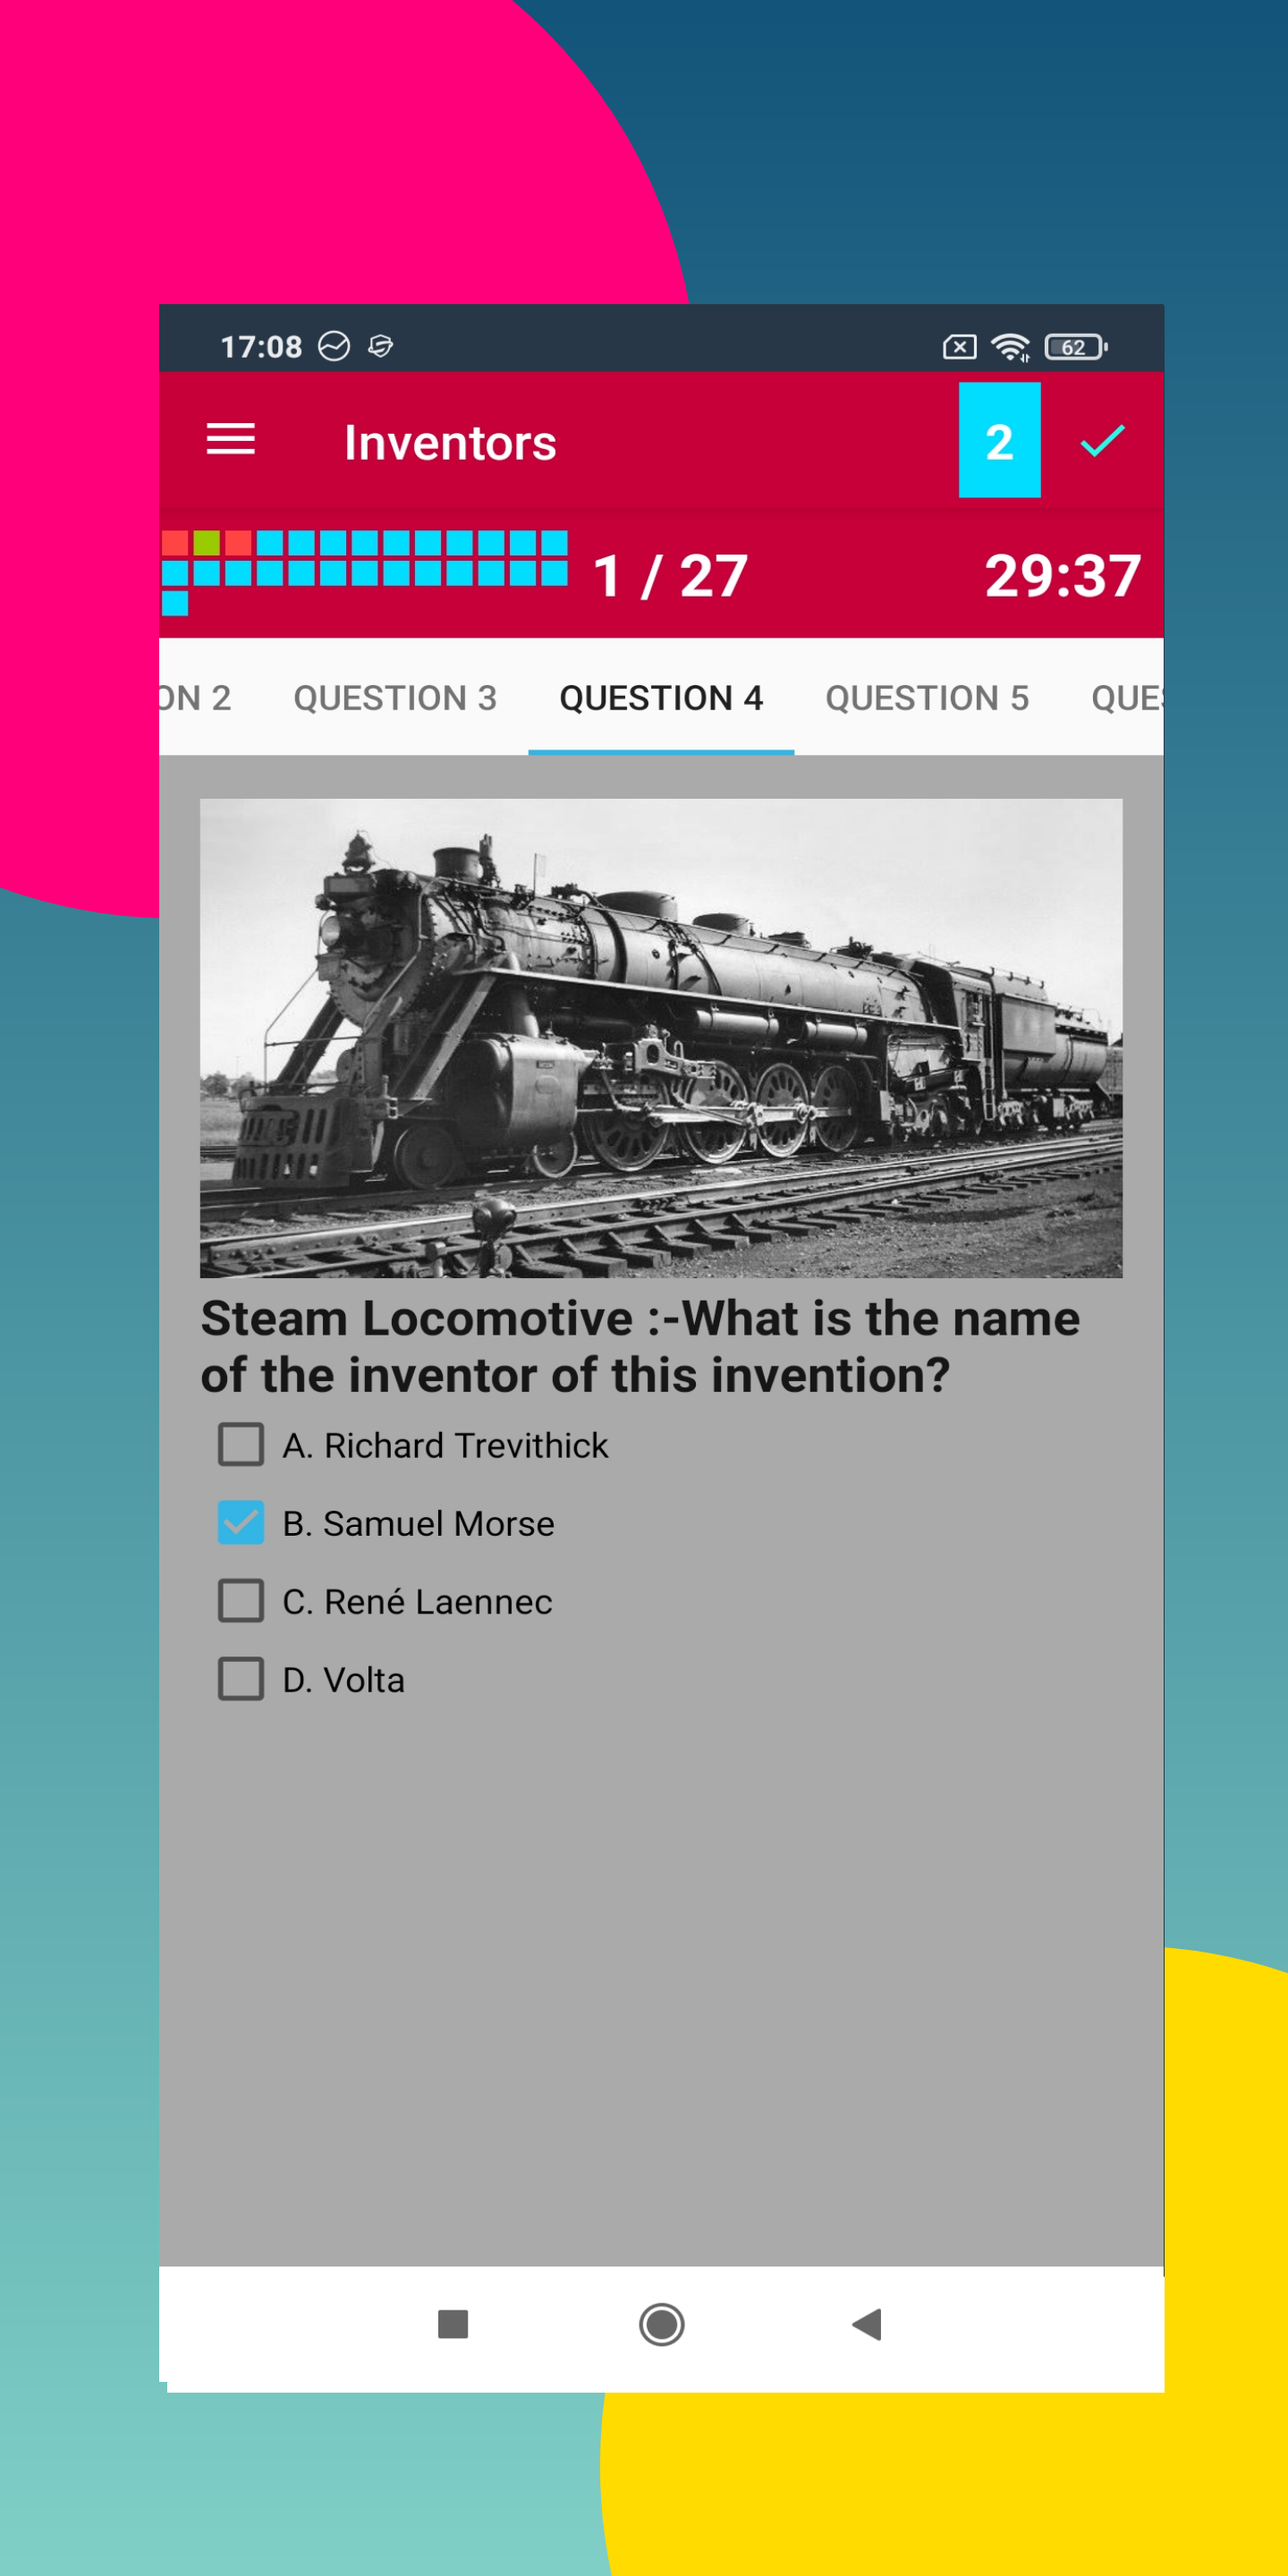 17:08
62
Inventors
2
1 / 27
29:37
ON 2
QUESTION 3
QUESTION 4
QUESTION 5
QUES
Steam Locomotive :-What is the name
of the inventor of this invention?
A. Richard Trevithick
B. Samuel Morse
C. René Laennec
D. Volta